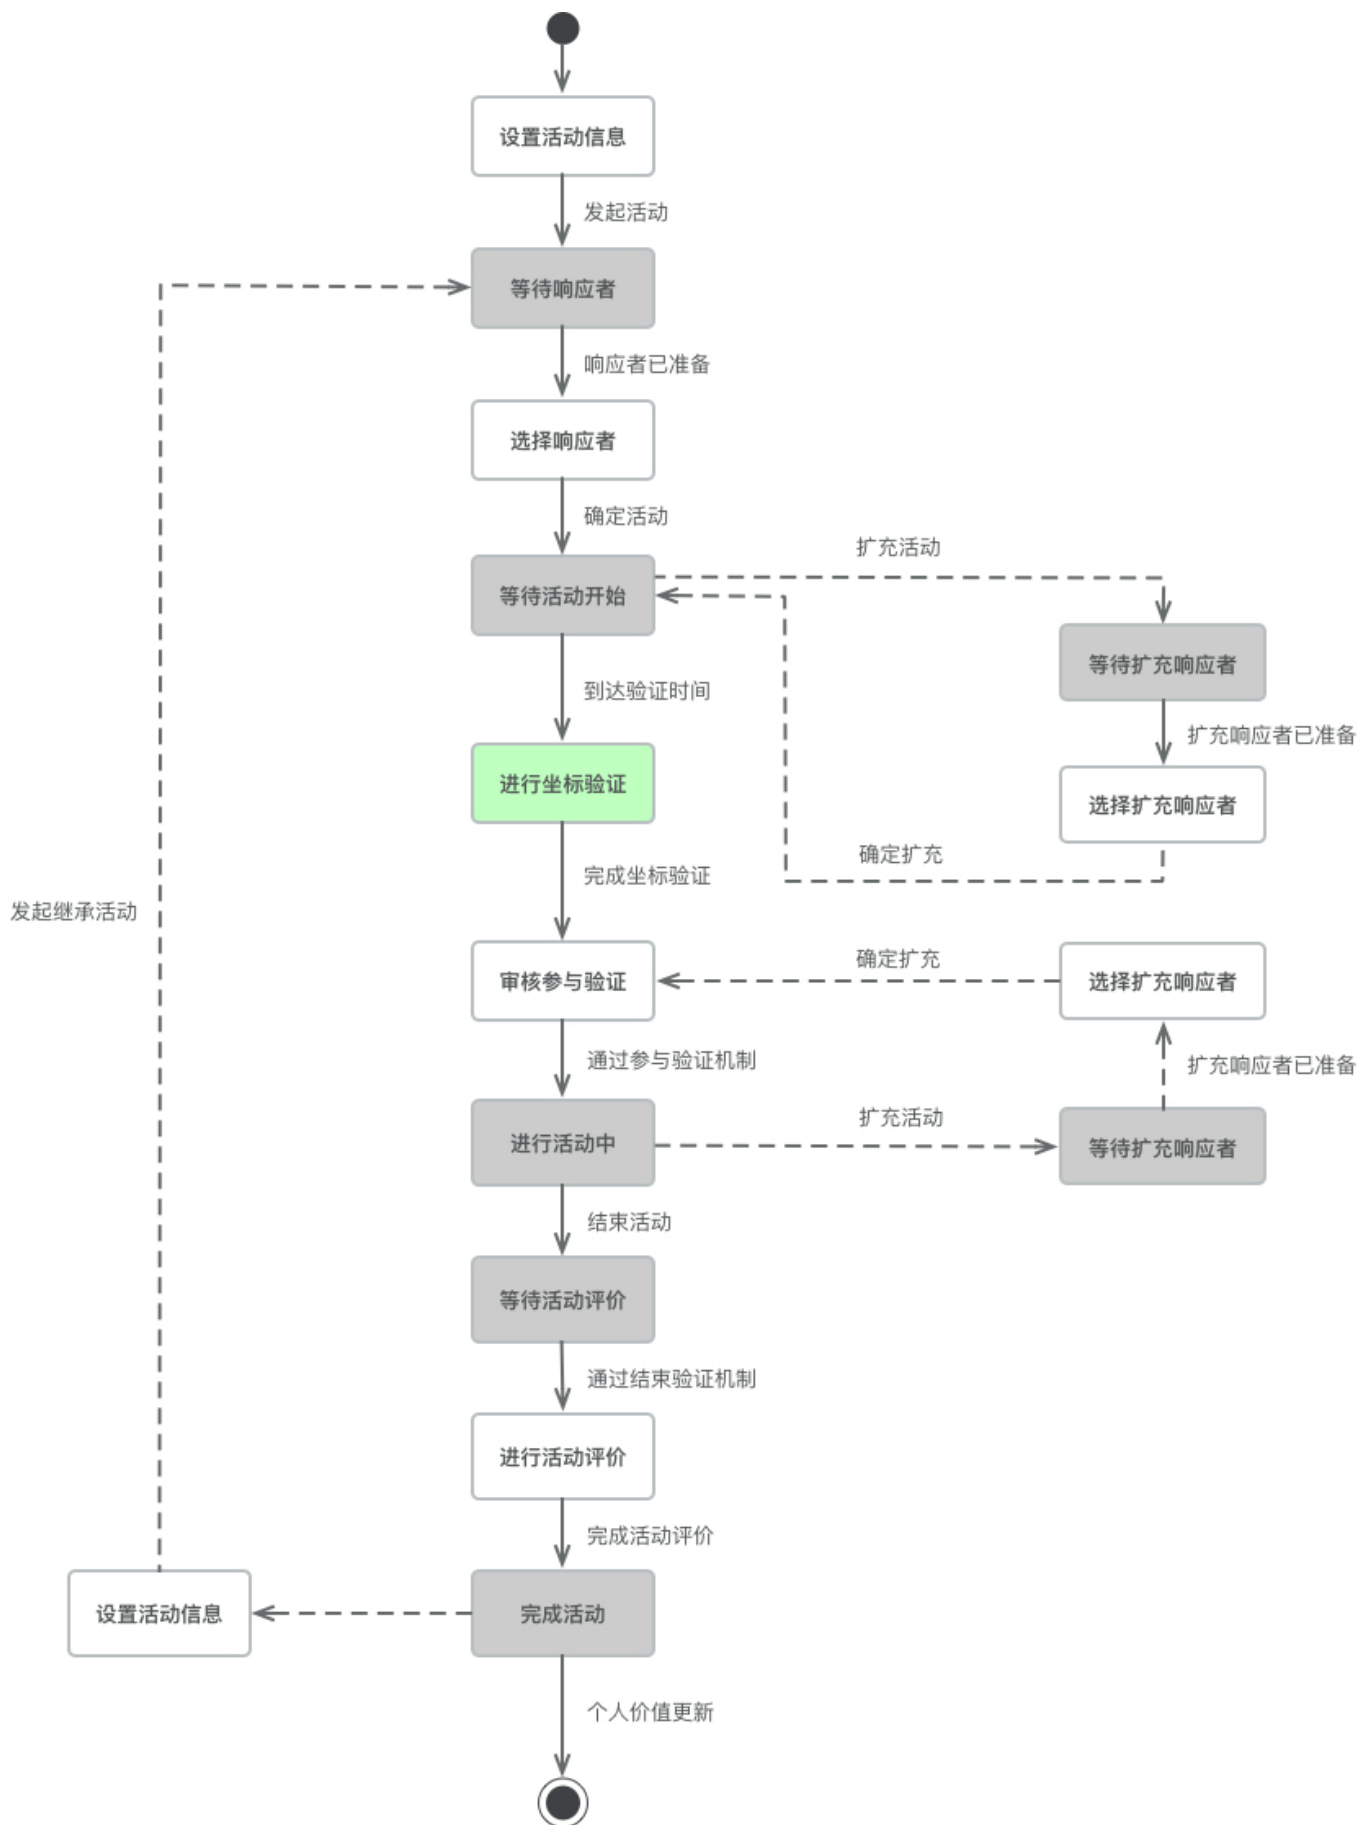 设置活动信息
发起活动
等待响应者
响应者已准备
选择响应者
确定活动
扩充活动
等待活动开始
等待扩充响应者
到达验证时间
扩充响应者已准备
进行坐标验证
选择扩充响应者
确定扩充
完成坐标验证
发起继承活动
确定扩充
审核参与验证
选择扩充响应者
通过参与验证机制
扩充响应者已准备
扩充活动
进行活动中
等待扩充响应者
结束活动
等待活动评价
通过结束验证机制
进行活动评价
完成活动评价
设置活动信息
完成活动
个人价值更新